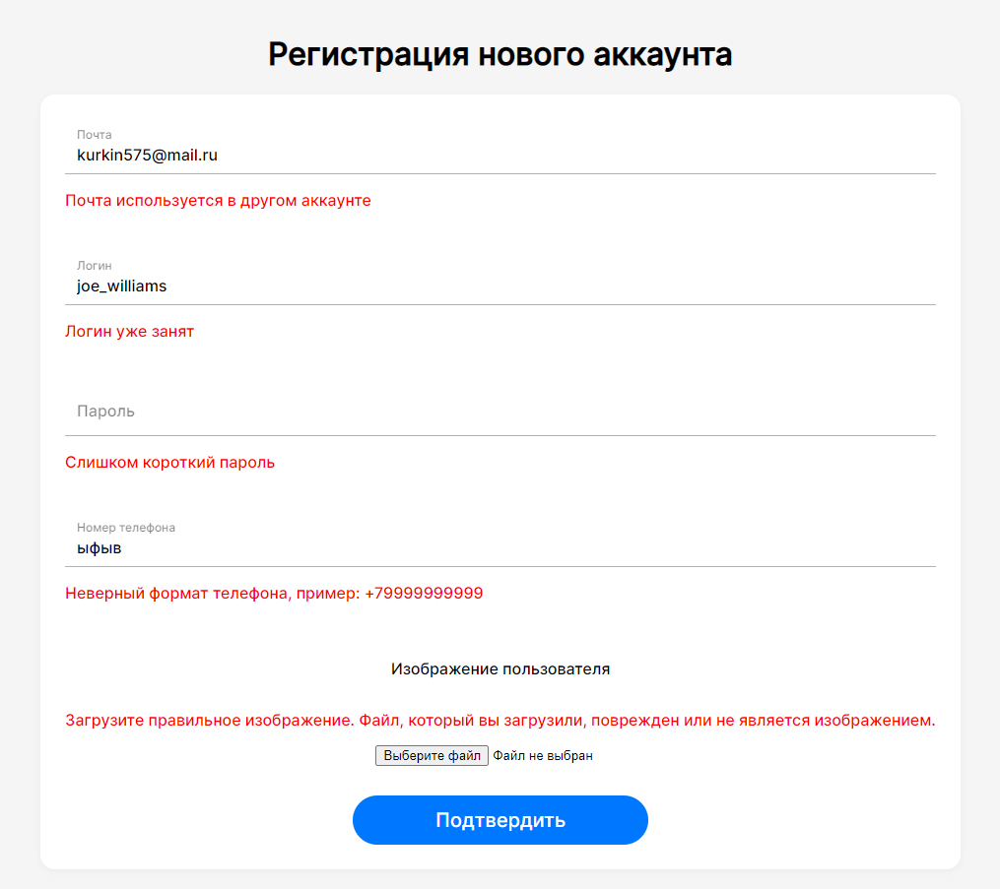 Регистрация нового аккаунта
Почта
kurkin575@mail.ru
Почта используется в другом аккаунте
Логин
joe_williams
Логин уже занят
Пароль
Слишком короткий пароль
Номер телефона
ыфыв
Неверный формат телефона, пример: +79999999999
Изображение пользователя
Загрузите правильное изображение. Файл, который вы загрузили, поврежден или не является изображением.
Выберите файл Файл не выбран
Подтвердить